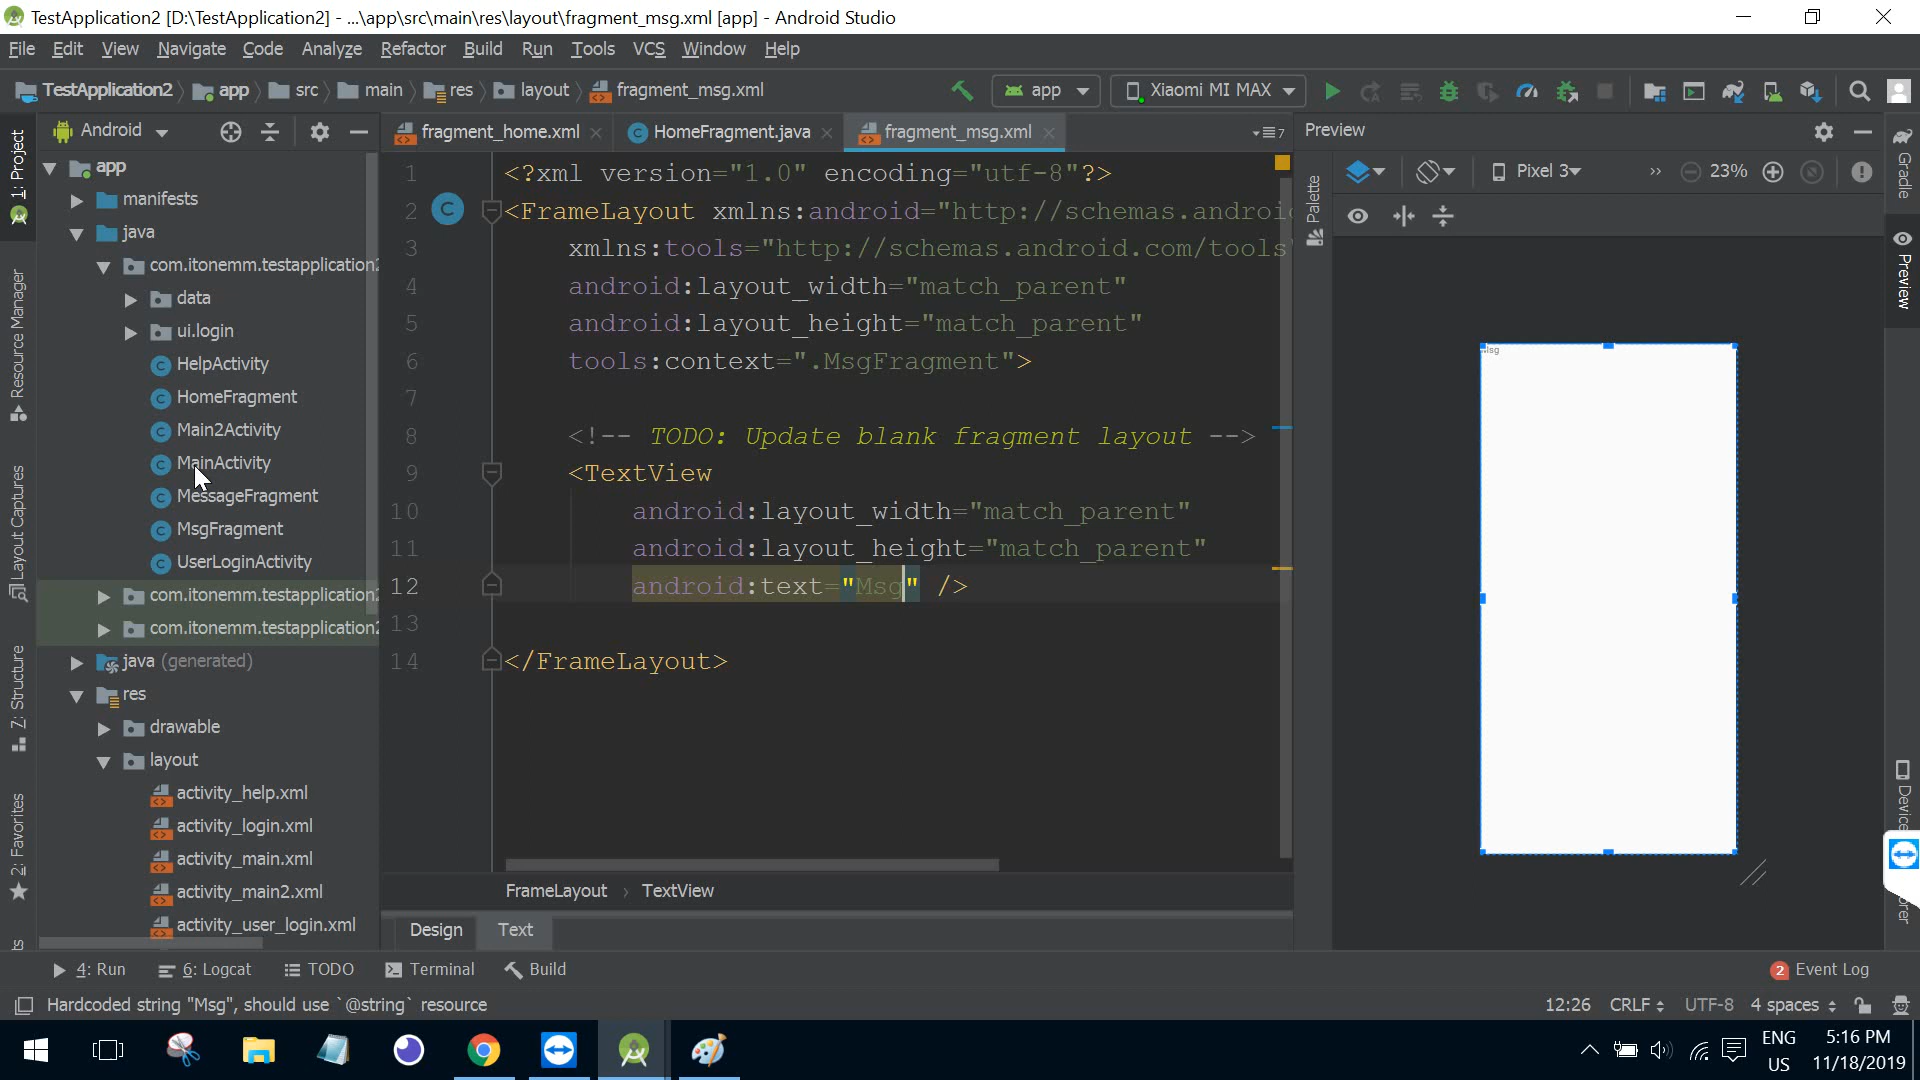 TestApplication2 [D:\TestApplication2] - ...\app\src\main\res\layout\fragment_msg.xml [app] - Android Studio
File Edit View Navigate Code Analyze Refactor Build Run Tools VCS Window Help
TestApplication2 app src main res layout fragment_msg.xml app Xiaomi MI MAX
Android fragment_home.xml HomeFragment.java fragment_msg.xml 7 Preview
1: Project
Resource Manager
Layout Captures
Z: Structure
2: Favorites
app
manifests
java
com.itonemm.testapplication2
data
ui.login
HelpActivity
HomeFragment
Main2Activity
MainActivity
MessageFragment
MsgFragment
UserLoginActivity
com.itonemm.testapplication2
com.itonemm.testapplication2
java (generated)
res
drawable
layout
activity_help.xml
activity_login.xml
activity_main.xml
activity_main2.xml
activity_user_login.xml
1 <?xml version="1.0" encoding="utf-8"?>
2 <FrameLayout xmlns:android="http://schemas.androi
3 xmlns:tools="http://schemas.android.com/tools"
4 android:layout_width="match_parent"
5 android:layout_height="match_parent"
6 tools:context=".MsgFragment">
7
8 <!-- TODO: Update blank fragment layout -->
9 <TextView
10 android:layout_width="match_parent"
11 android:layout_height="match_parent"
12 android:text="Msg" />
13
14 </FrameLayout>
FrameLayout TextView
Design Text
Palette
Pixel 3 >> 23%
Msg
Gradle
Preview
Device
orer
4: Run 6: Logcat TODO Terminal Build 2 Event Log
Hardcoded string "Msg", should use `@string` resource 12:26 CRLF UTF-8 4 spaces
ENG
US
5:16 PM
11/18/2019